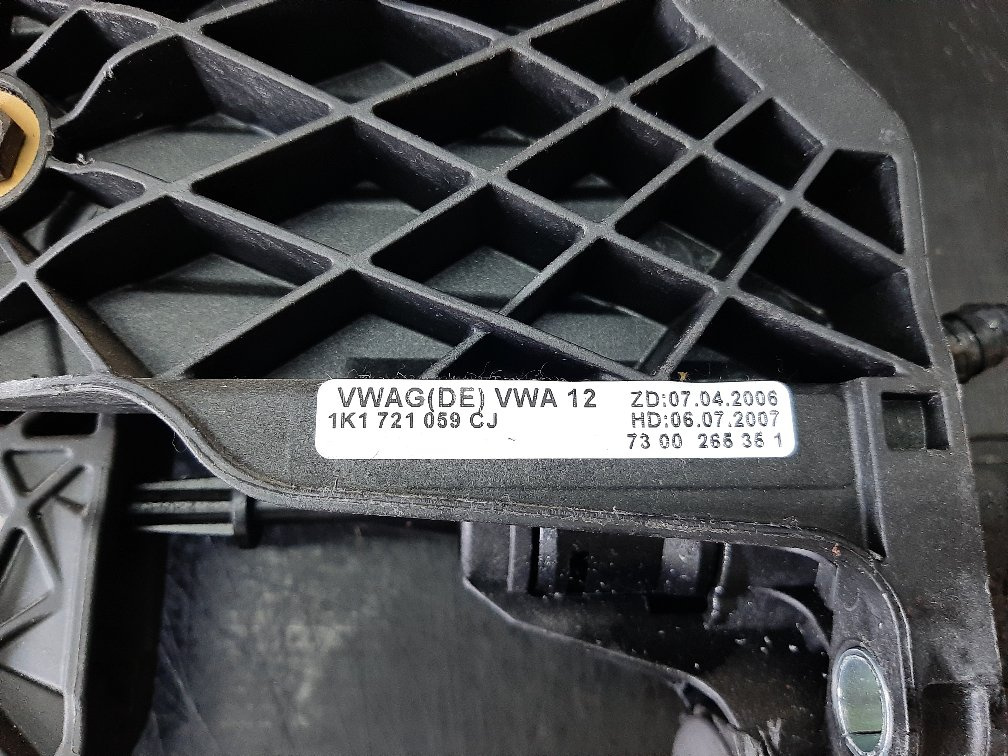 VWAG(DE) VWA 12
1K1 721 059 CJ
ZD:07.04.2006
HD:06.07.2007
73 00 265 35 1